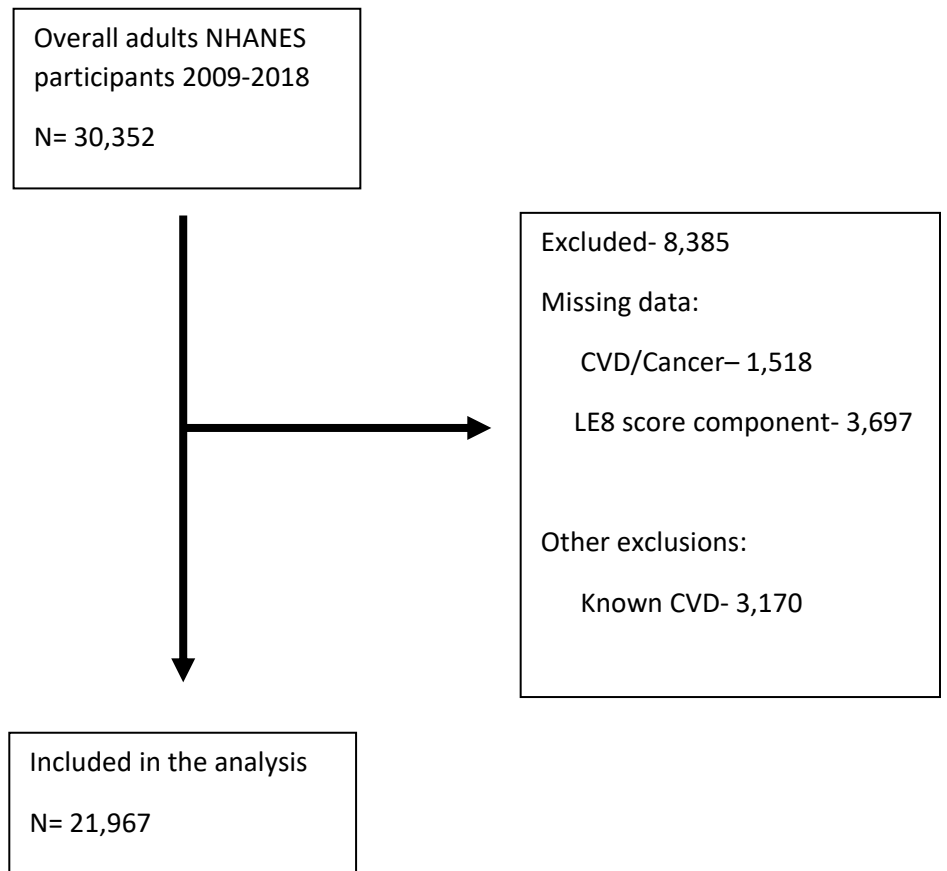 Overall adults NHANES
participants 2009-2018
N= 30,352
Excluded- 8,385
Missing data:
CVD/Cancer– 1,518
LE8 score component- 3,697
Other exclusions:
Known CVD- 3,170
Included in the analysis
N= 21,967